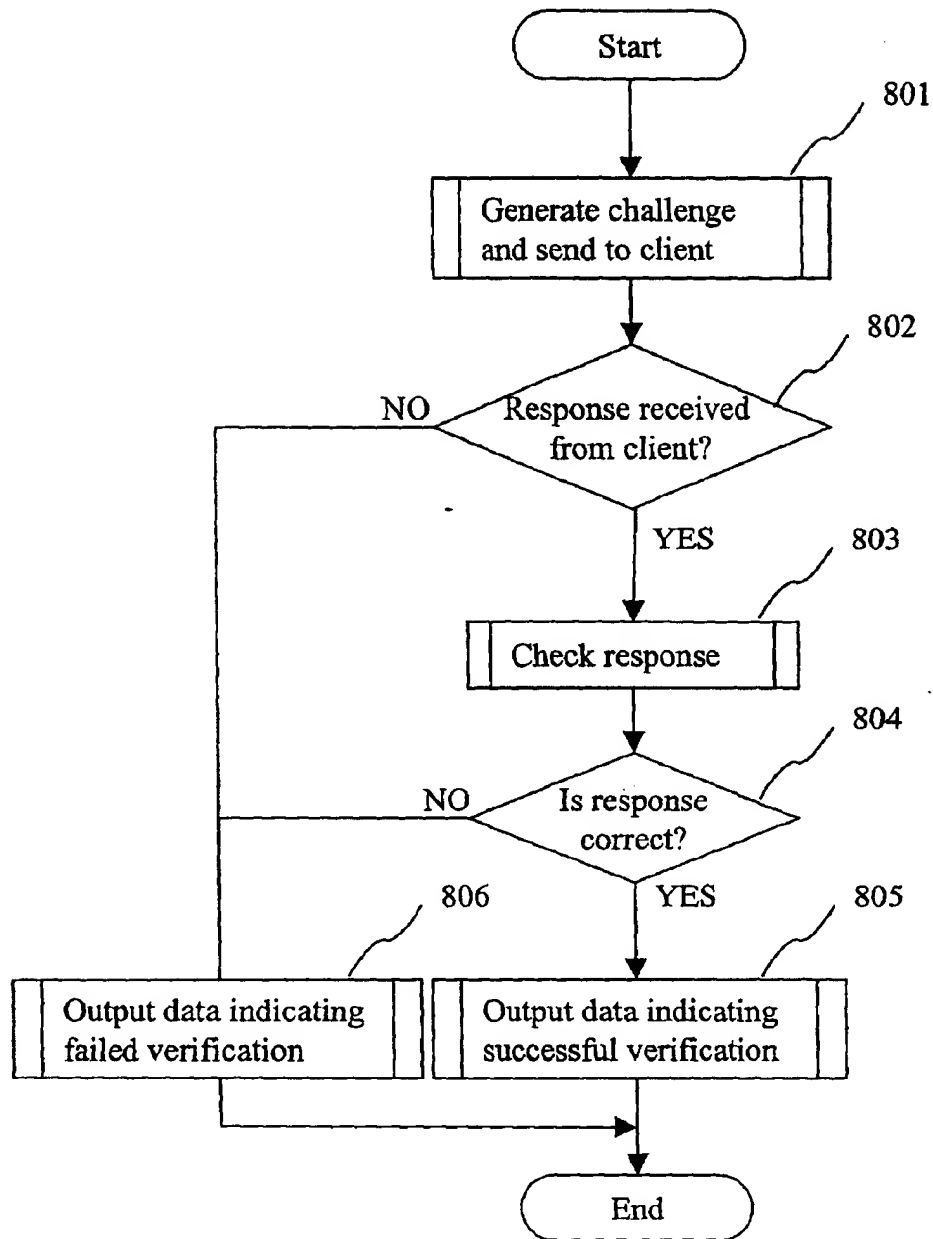 Start
801
Generate challenge
and send to client
802
NO
Response received
from client?
YES
803
Check response
804
NO
Is response
correct?
YES
806
805
Output data indicating
failed verification
Output data indicating
successful verification
End